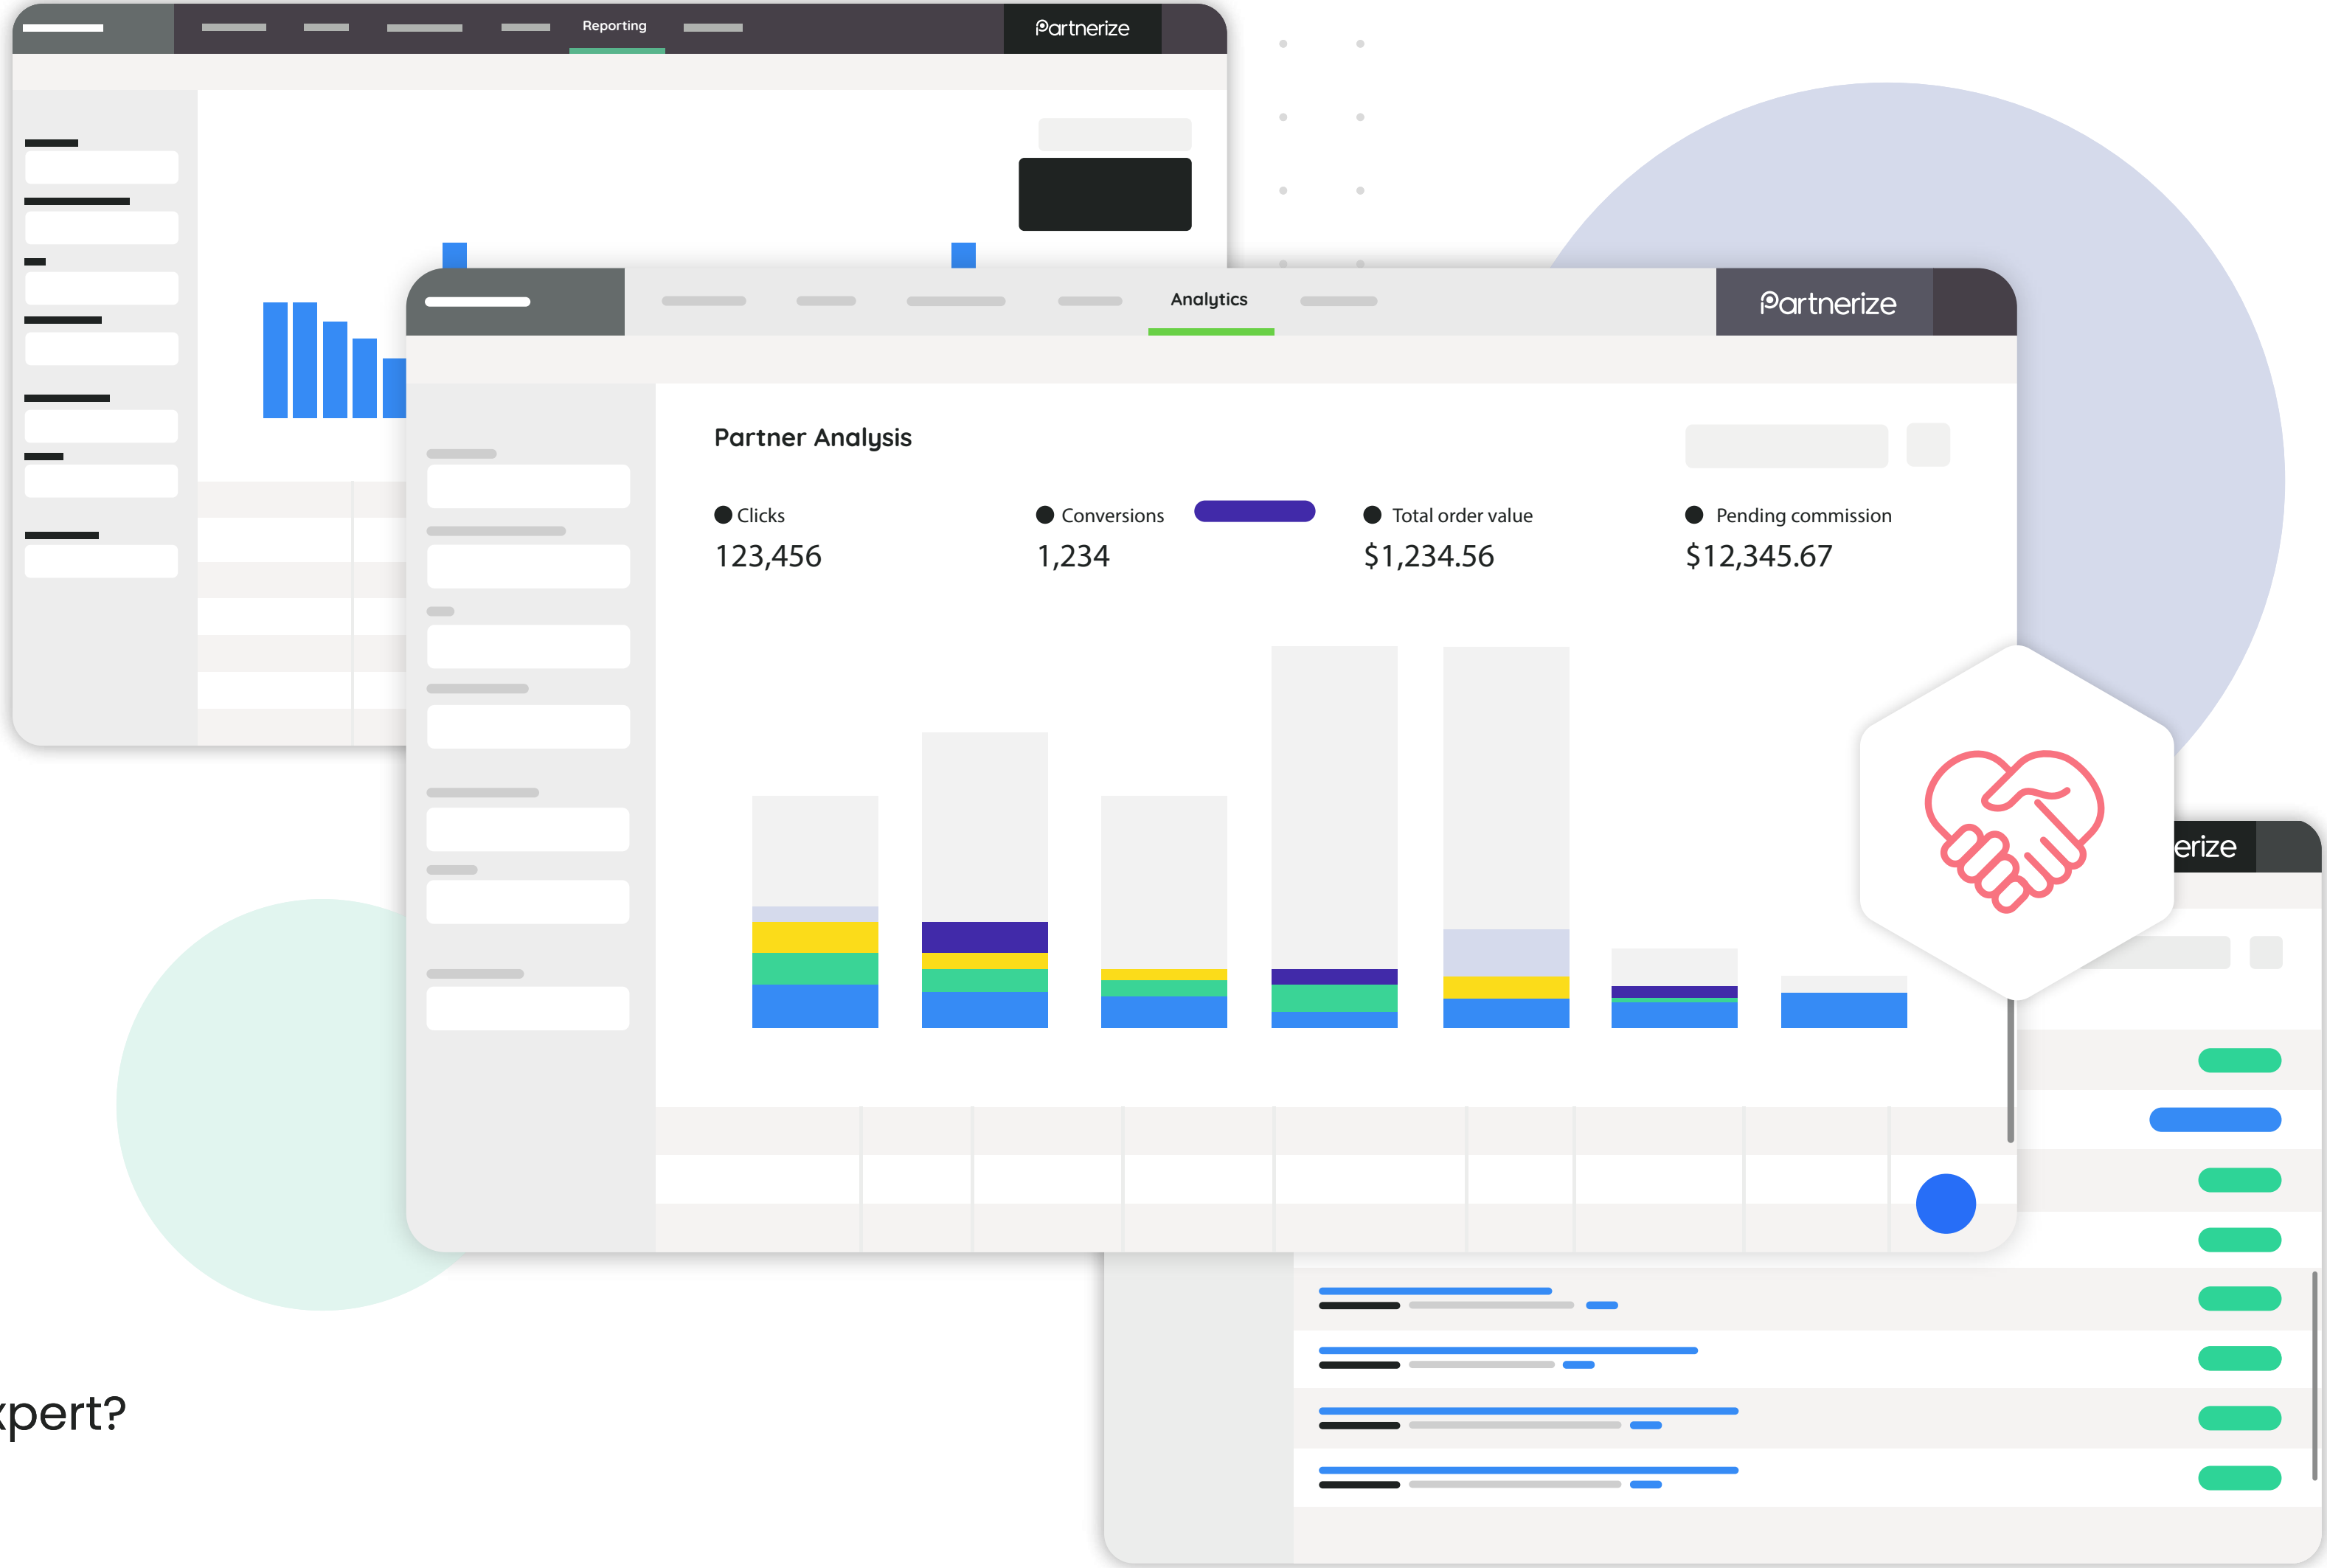 Reporting
Partnerize
Analytics
Partnerize
Partner Analysis
Clicks
Conversions
Total order value
Pending commission
123,456
1,234
$1,234.56
$12,345.67
erize
xpert?